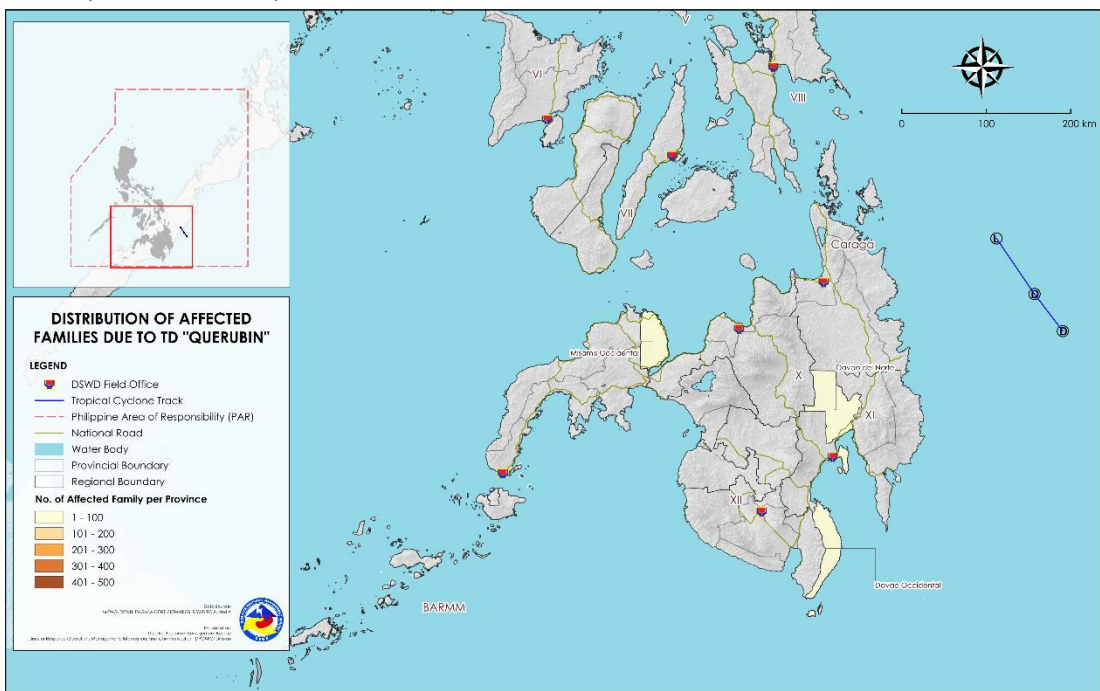 VI
V
VIII
0
100
200 km
VII
Caraga
DISTRIBUTION OF AFFECTED
FAMILIES DUE TO TD "QUERUBIN"
LEGEND
DSWD Field Office
Tropical Cyclone Track
Philippine Area of Responsibility (PAR)
National Road
Water Body
Provincial Boundary
Regional Boundary
No. of Affected Family per Province
1 - 100
101 - 200
201 - 300
301 - 400
401 - 500
Misamis Occidental
X
Davao del Norte
XI
XII
Davao Occidental
BARMM
L
D
D